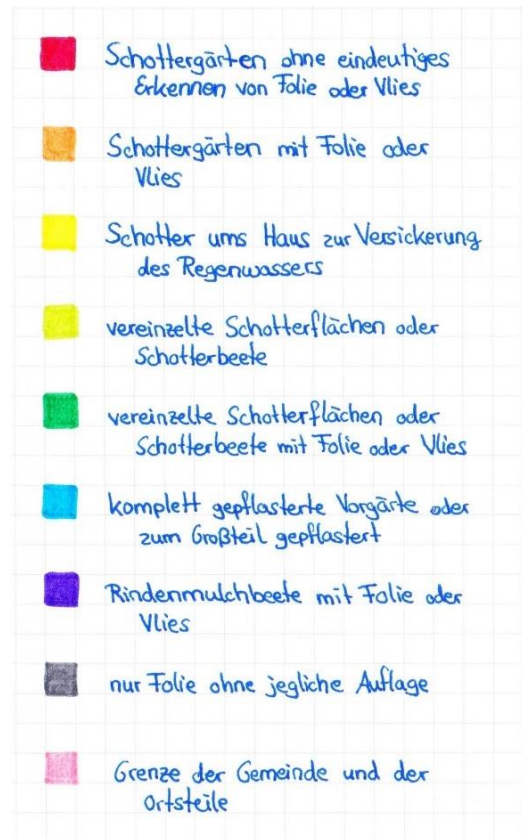 Schottergärten ohne eindeutiges
Erkennen von Folie oder Vlies
Schottergärten mit Folie oder
Vlies
Schotter ums Haus zur Versickerung
des Regenwassers
vereinzelte Schotterflächen oder
Schotterbeete
vereinzelte Schotterflächen oder
Schotterbeete mit Folie oder Vlies
komplett gepflasterte Vorgärte oder
zum Großteil gepflastert
Rindenmulchbeete mit Folie oder
Vlies
nur Folie ohne jegliche Auflage
Grenze der Gemeinde und der
Ortsteile